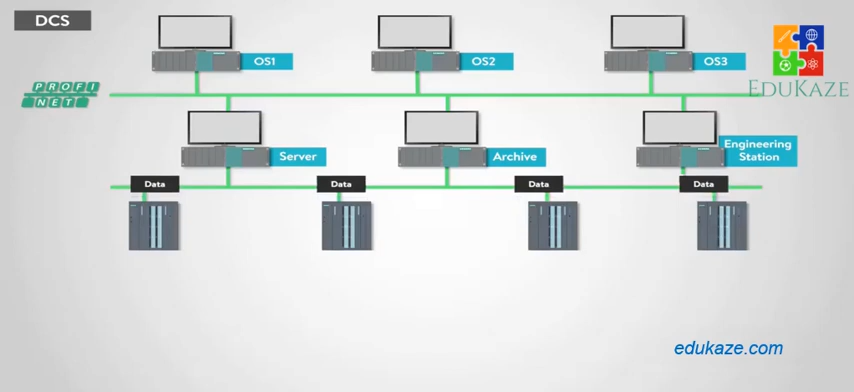 DCS
OS1
OS2
OS3
PROFI
NET
EDUKAZE
Server
Archive
Engineering
Station
Data
Data
Data
Data
edukaze.com